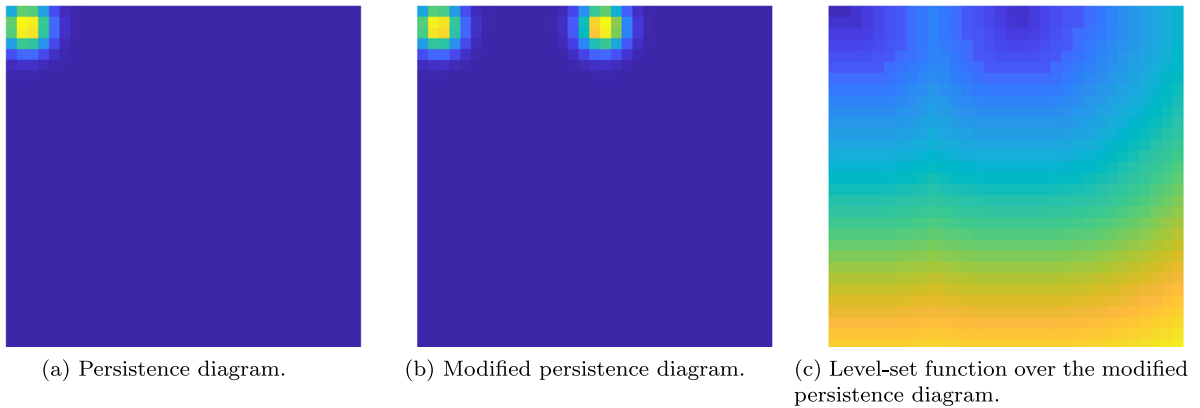 (a) Persistence diagram.
(b) Modified persistence diagram.
(c) Level-set function over the modified
persistence diagram.